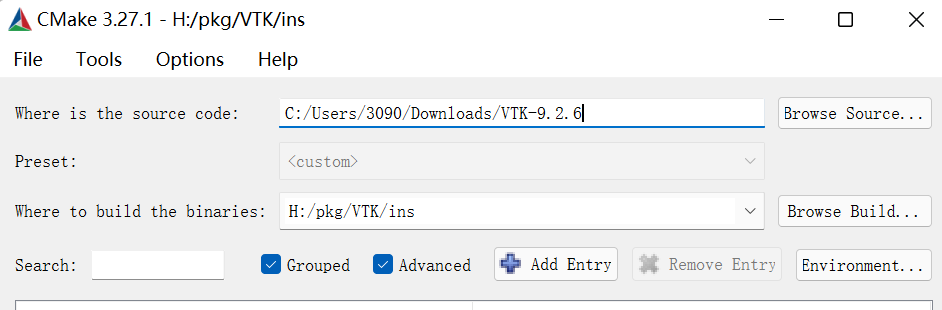 CMake 3.27.1 - H:/pkg/VTK/ins
File Tools Options Help
Where is the source code: C:/Users/3090/Downloads/VTK-9.2.6 Browse Source...
Preset: <custom>
Where to build the binaries: H:/pkg/VTK/ins Browse Build...
Search: Grouped Advanced Add Entry Remove Entry Environment...